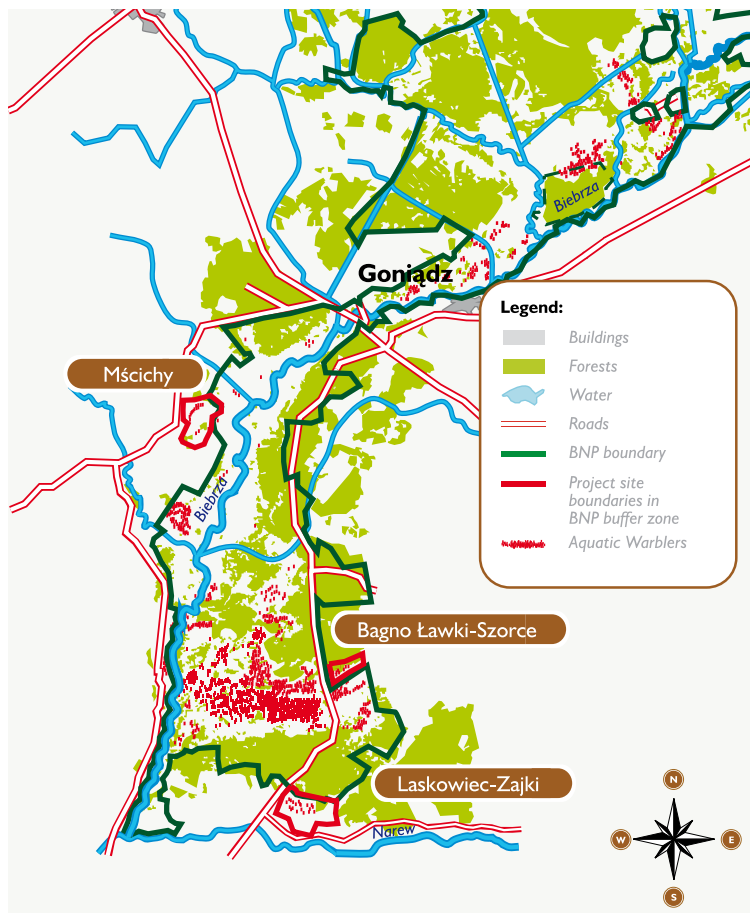 Biebrza
Goniądz
Legend:
Buildings
Forests
Water
Roads
BNP boundary
Project site
boundaries in
BNP buffer zone
Aquatic Warblers
Mścichy
Biebrza
Bagno Ławki-Szorce
Laskowiec-Zajki
Narew
N
W
E
S